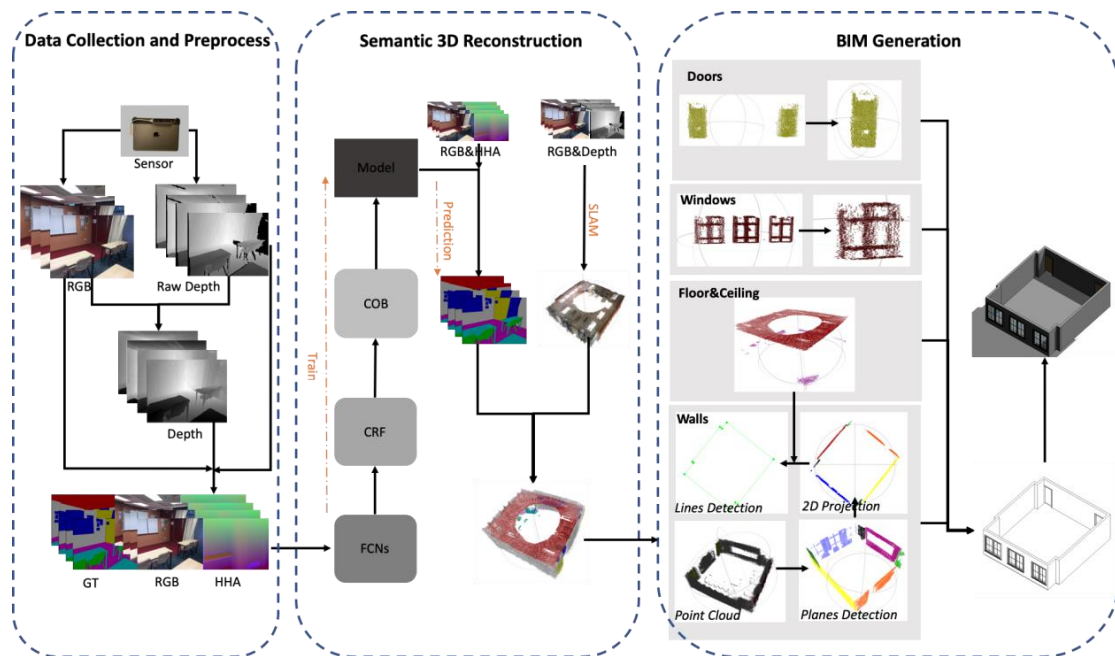 Data Collection and Preprocess
Sensor
RGB
Raw Depth
Depth
GT
RGB
HHA
Semantic 3D Reconstruction
RGB&HHA
RGB&Depth
Model
Prediction
SLAM
COB
Train
CRF
FCNs
BIM Generation
Doors
Windows
Floor&Ceiling
Walls
Lines Detection
2D Projection
Point Cloud
Planes Detection